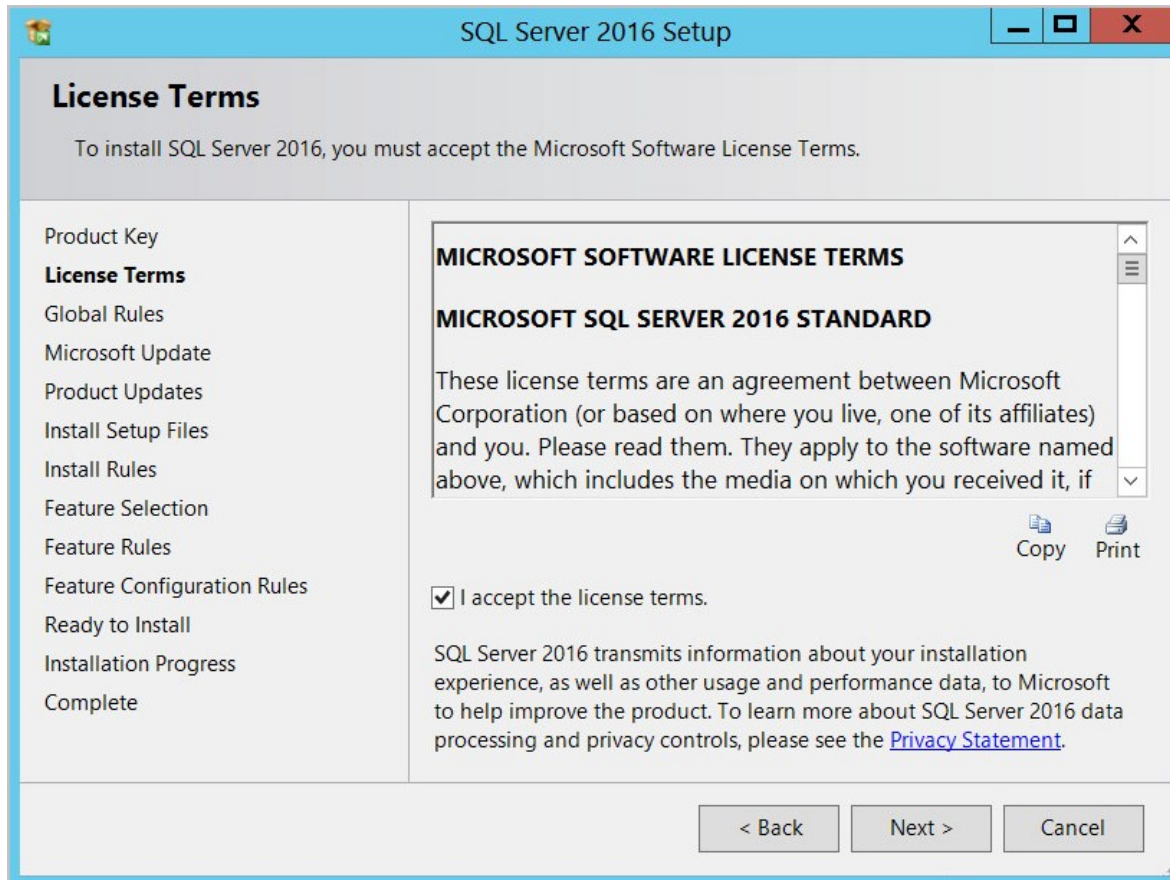 SQL Server 2016 Setup
License Terms
To install SQL Server 2016, you must accept the Microsoft Software License Terms.
Product Key
License Terms
Global Rules
Microsoft Update
Product Updates
Install Setup Files
Install Rules
Feature Selection
Feature Rules
Feature Configuration Rules
Ready to Install
Installation Progress
Complete
MICROSOFT SOFTWARE LICENSE TERMS
MICROSOFT SQL SERVER 2016 STANDARD
These license terms are an agreement between Microsoft
Corporation (or based on where you live, one of its affiliates)
and you. Please read them. They apply to the software named
above, which includes the media on which you received it, if
Copy Print
I accept the license terms.
SQL Server 2016 transmits information about your installation
experience, as well as other usage and performance data, to Microsoft
to help improve the product. To learn more about SQL Server 2016 data
processing and privacy controls, please see the Privacy Statement.
< Back Next > Cancel